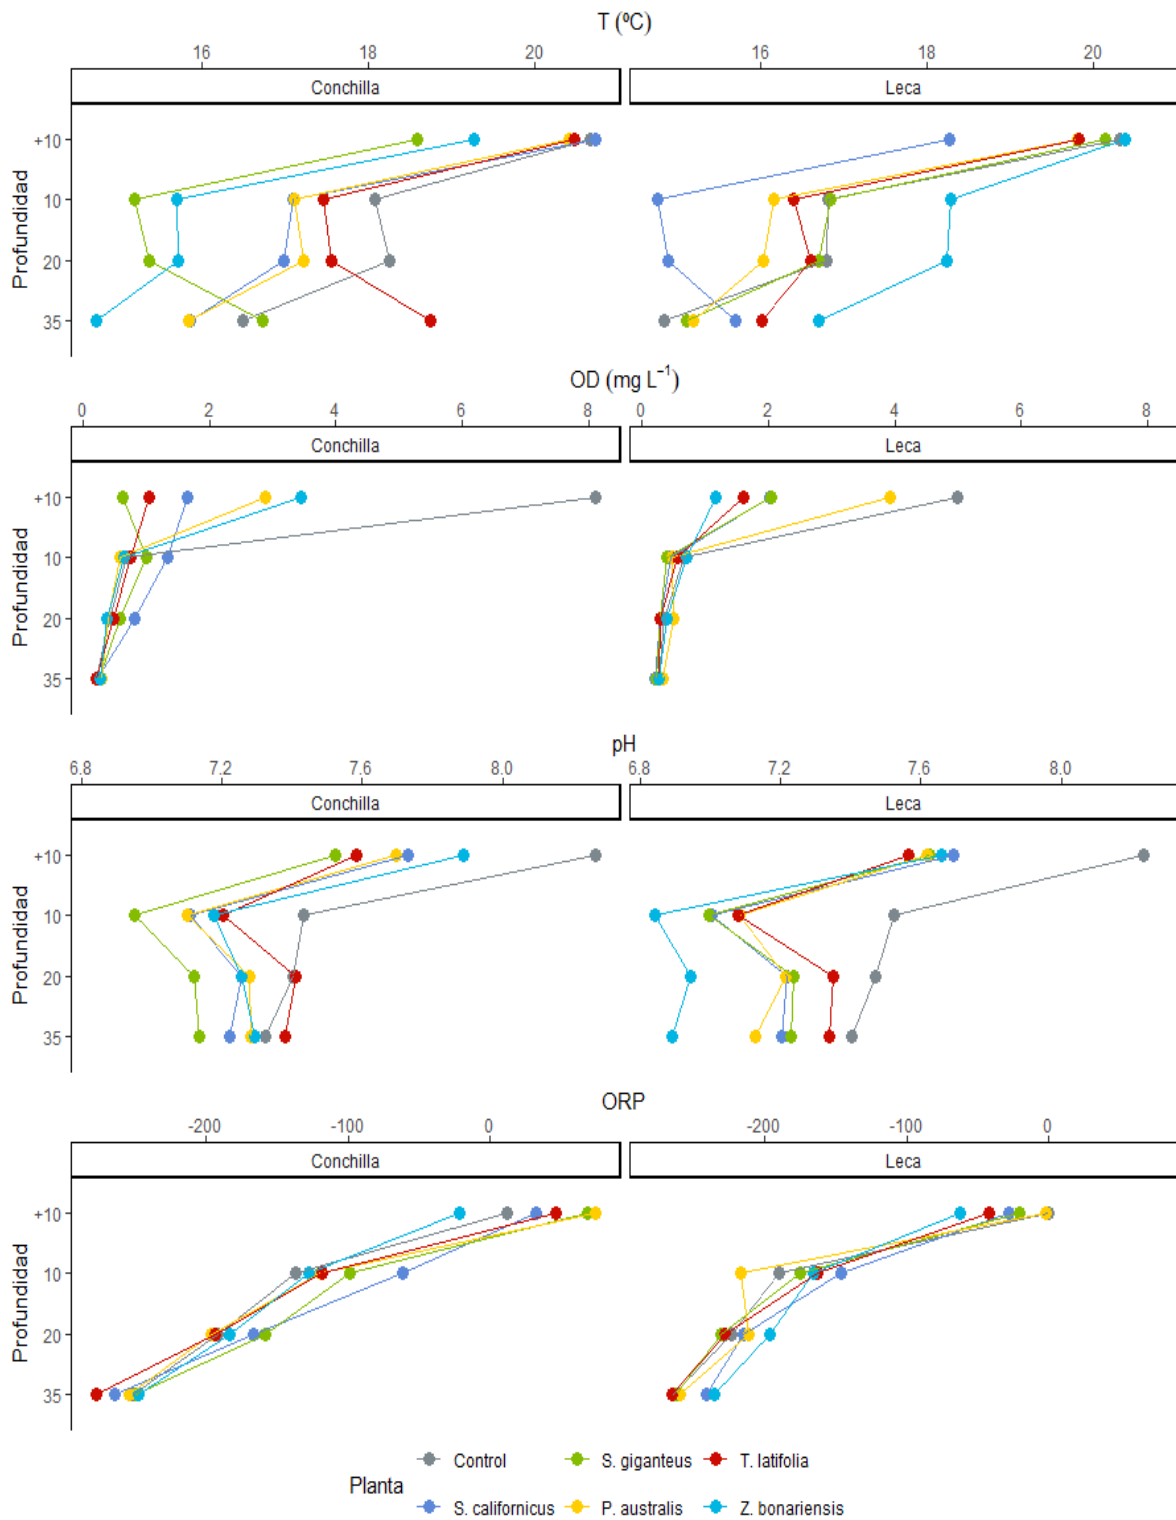 T (ºC)
16 18 20 16 18 20
Conchilla Leca
Profundidad
+10
10
20
35
OD (mg L⁻¹)
0 2 4 6 8 0 2 4 6 8
Conchilla Leca
Profundidad
+10
10
20
35
pH
6.8 7.2 7.6 8.0 6.8 7.2 7.6 8.0
Conchilla Leca
Profundidad
+10
10
20
35
ORP
-200 -100 0 -200 -100 0
Conchilla Leca
Profundidad
+10
10
20
35
Planta
Control S. giganteus T. latifolia
S. californicus P. australis Z. bonariensis